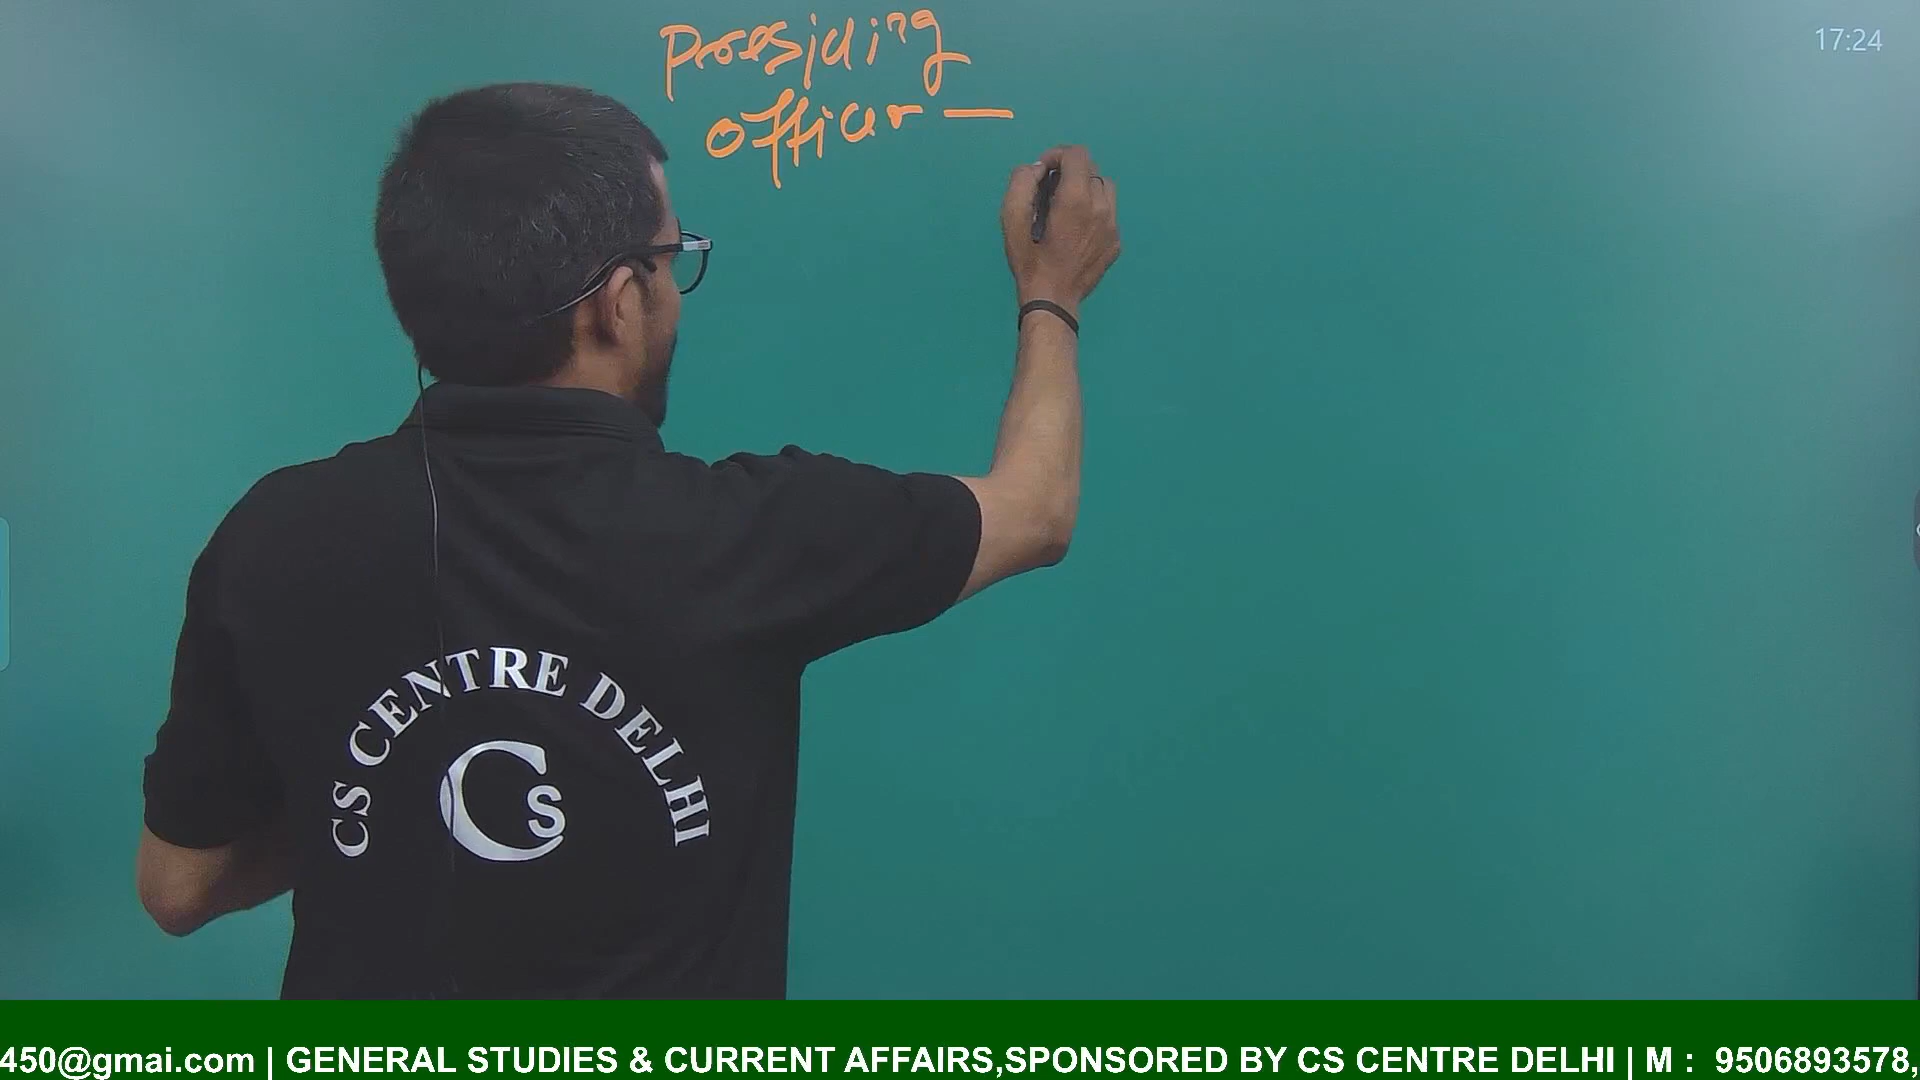 Presiding
officer —
17:24
CS CENTRE DELHI
Cs
450@gmai.com | GENERAL STUDIES & CURRENT AFFAIRS,SPONSORED BY CS CENTRE DELHI | M : 9506893578,